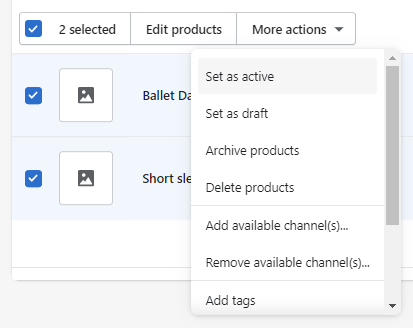 2 selected Edit products More actions
Set as active
Ballet Da
Set as draft
Archive products
Short sle
Delete products
Add available channel(s)...
Remove available channel(s)...
Add tags